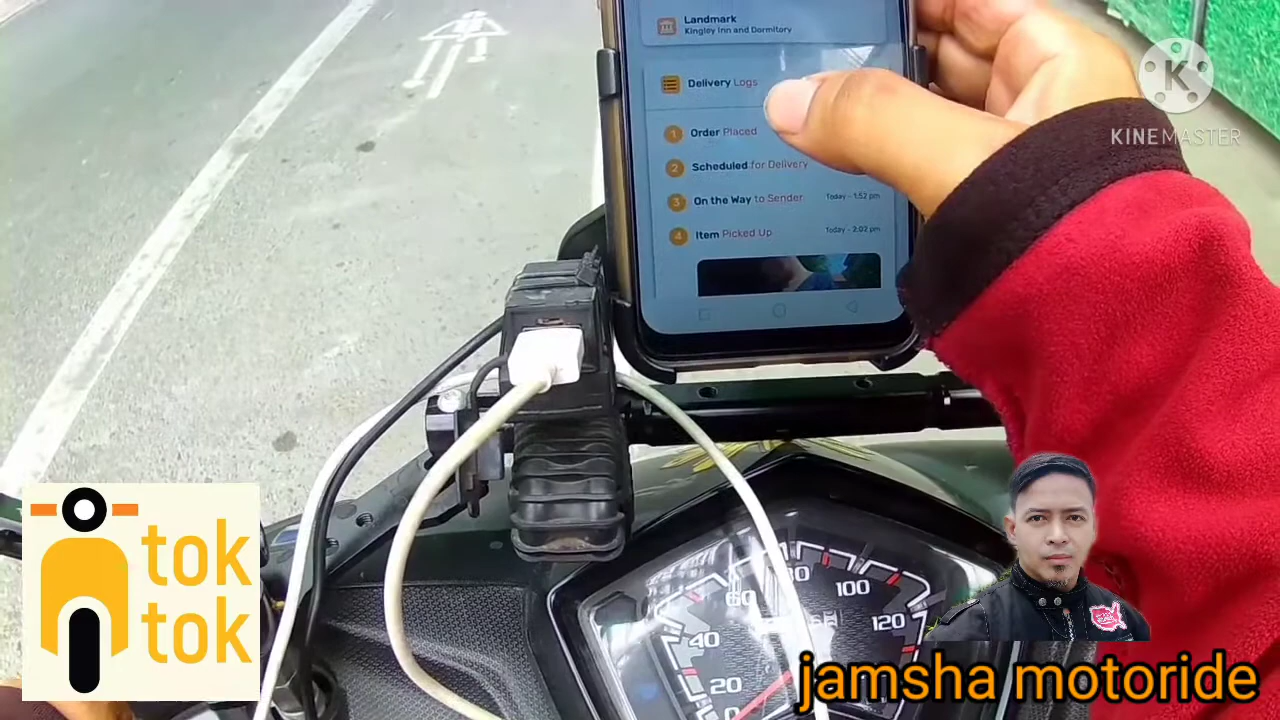 Landmark
Kingley Inn and Dormitory
Delivery Logs
1 Order Placed
2 Scheduled for Delivery
3 On the Way to Sender Today - 1:52 pm
4 Item Picked Up Today - 2:02 pm
K
KINEMASTER
tok
tok
0
20
40
60
80
100
120
jamsha motoride